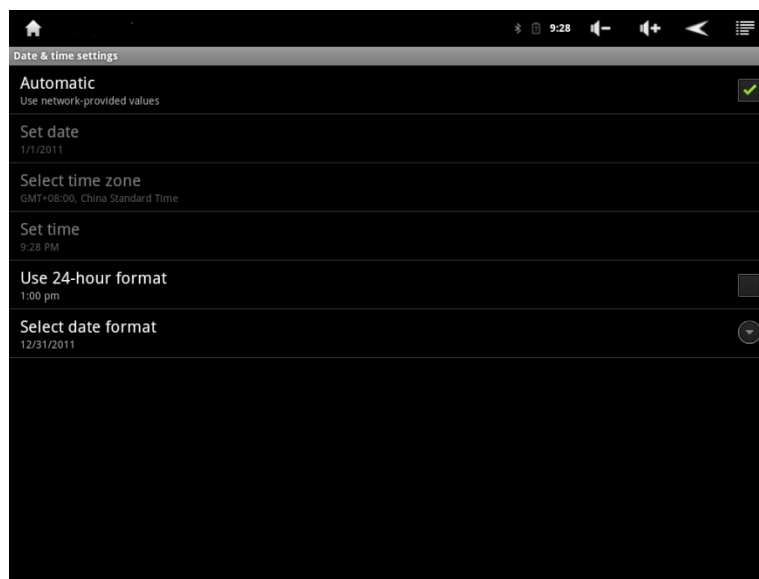 9:28
Date & time settings
Automatic
Use network-provided values
Set date
1/1/2011
Select time zone
GMT+08:00, China Standard Time
Set time
9:28 PM
Use 24-hour format
1:00 pm
Select date format
12/31/2011